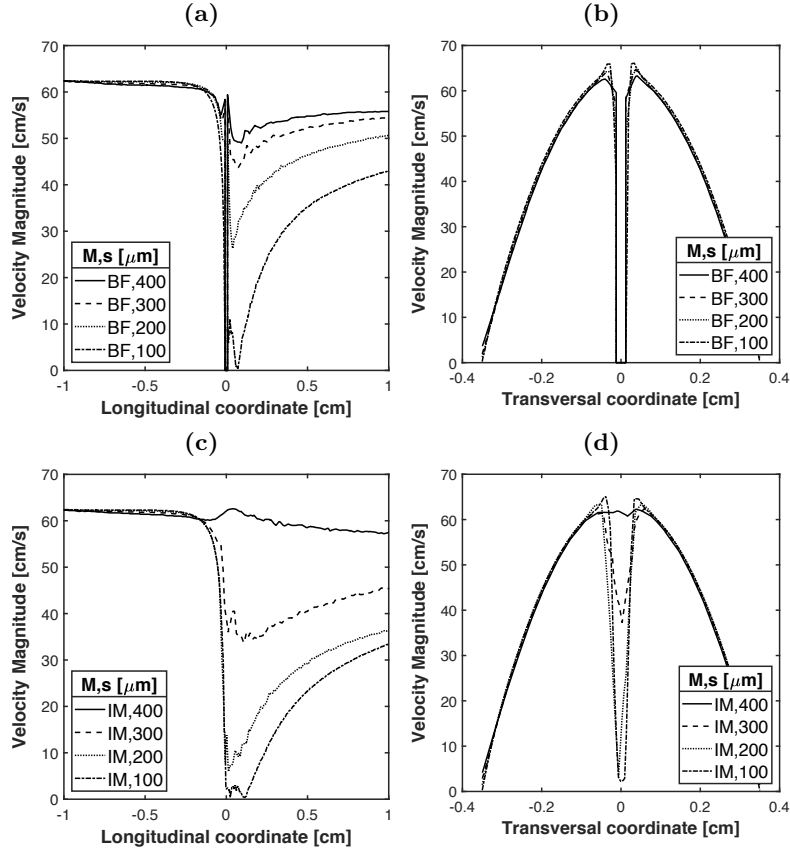 (a)
Velocity Magnitude [cm/s]
70
60
50
40
30
20
10
0
M,s [μm]
BF,400
BF,300
BF,200
BF,100
-1
-0.5
0
0.5
1
Longitudinal coordinate [cm]
(b)
Velocity Magnitude [cm/s]
70
60
50
40
30
20
10
0
M,s [μm]
BF,400
BF,300
BF,200
BF,100
-0.4
-0.2
0
0.2
0.4
Transversal coordinate [cm]
(c)
Velocity Magnitude [cm/s]
70
60
50
40
30
20
10
0
M,s [μm]
IM,400
IM,300
IM,200
IM,100
-1
-0.5
0
0.5
1
Longitudinal coordinate [cm]
(d)
Velocity Magnitude [cm/s]
70
60
50
40
30
20
10
0
M,s [μm]
IM,400
IM,300
IM,200
IM,100
-0.4
-0.2
0
0.2
0.4
Transversal coordinate [cm]